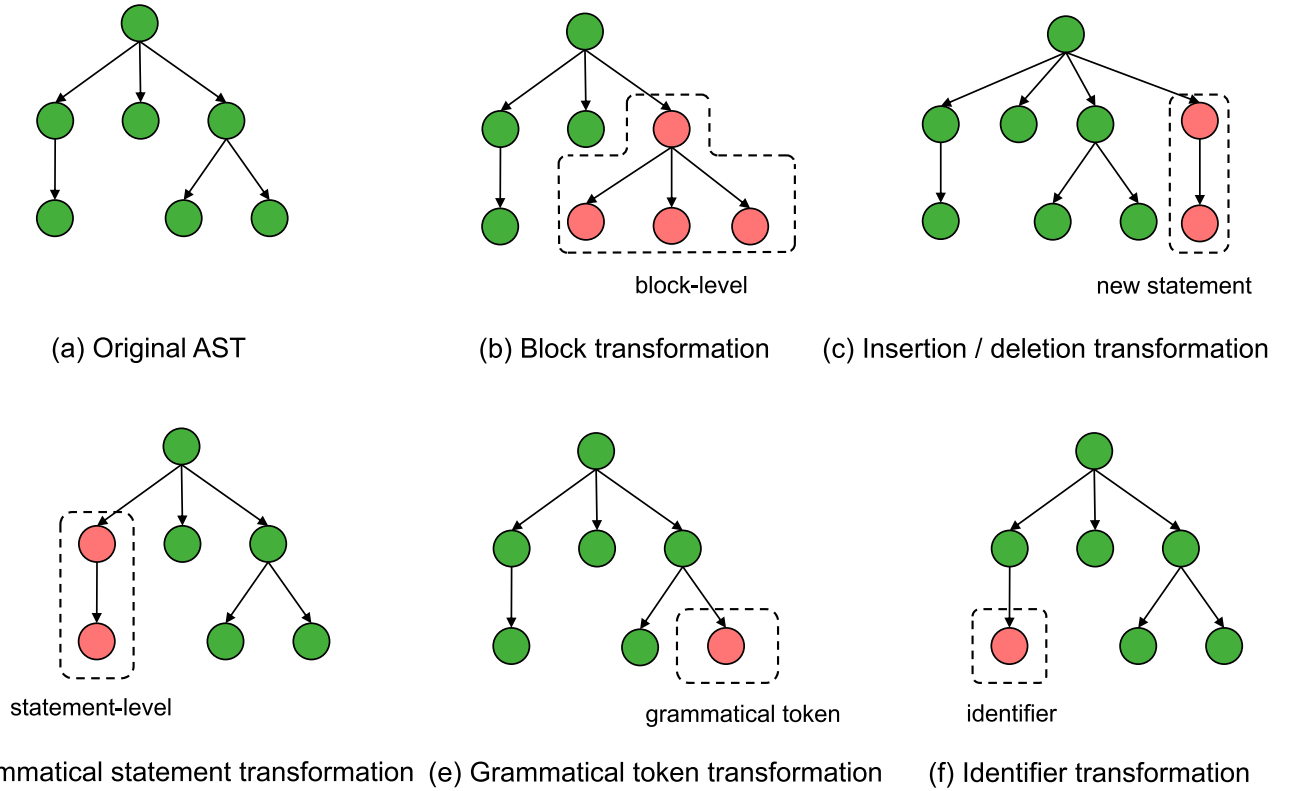 block-level
new statement
(a) Original AST
(b) Block transformation
(c) Insertion / deletion transformation
statement-level
grammatical token
identifier
statement transformation
(e) Grammatical token transformation
(f) Identifier transformation